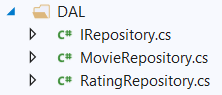 DAL
C# IRepository.cs
C# MovieRepository.cs
C# RatingRepository.cs